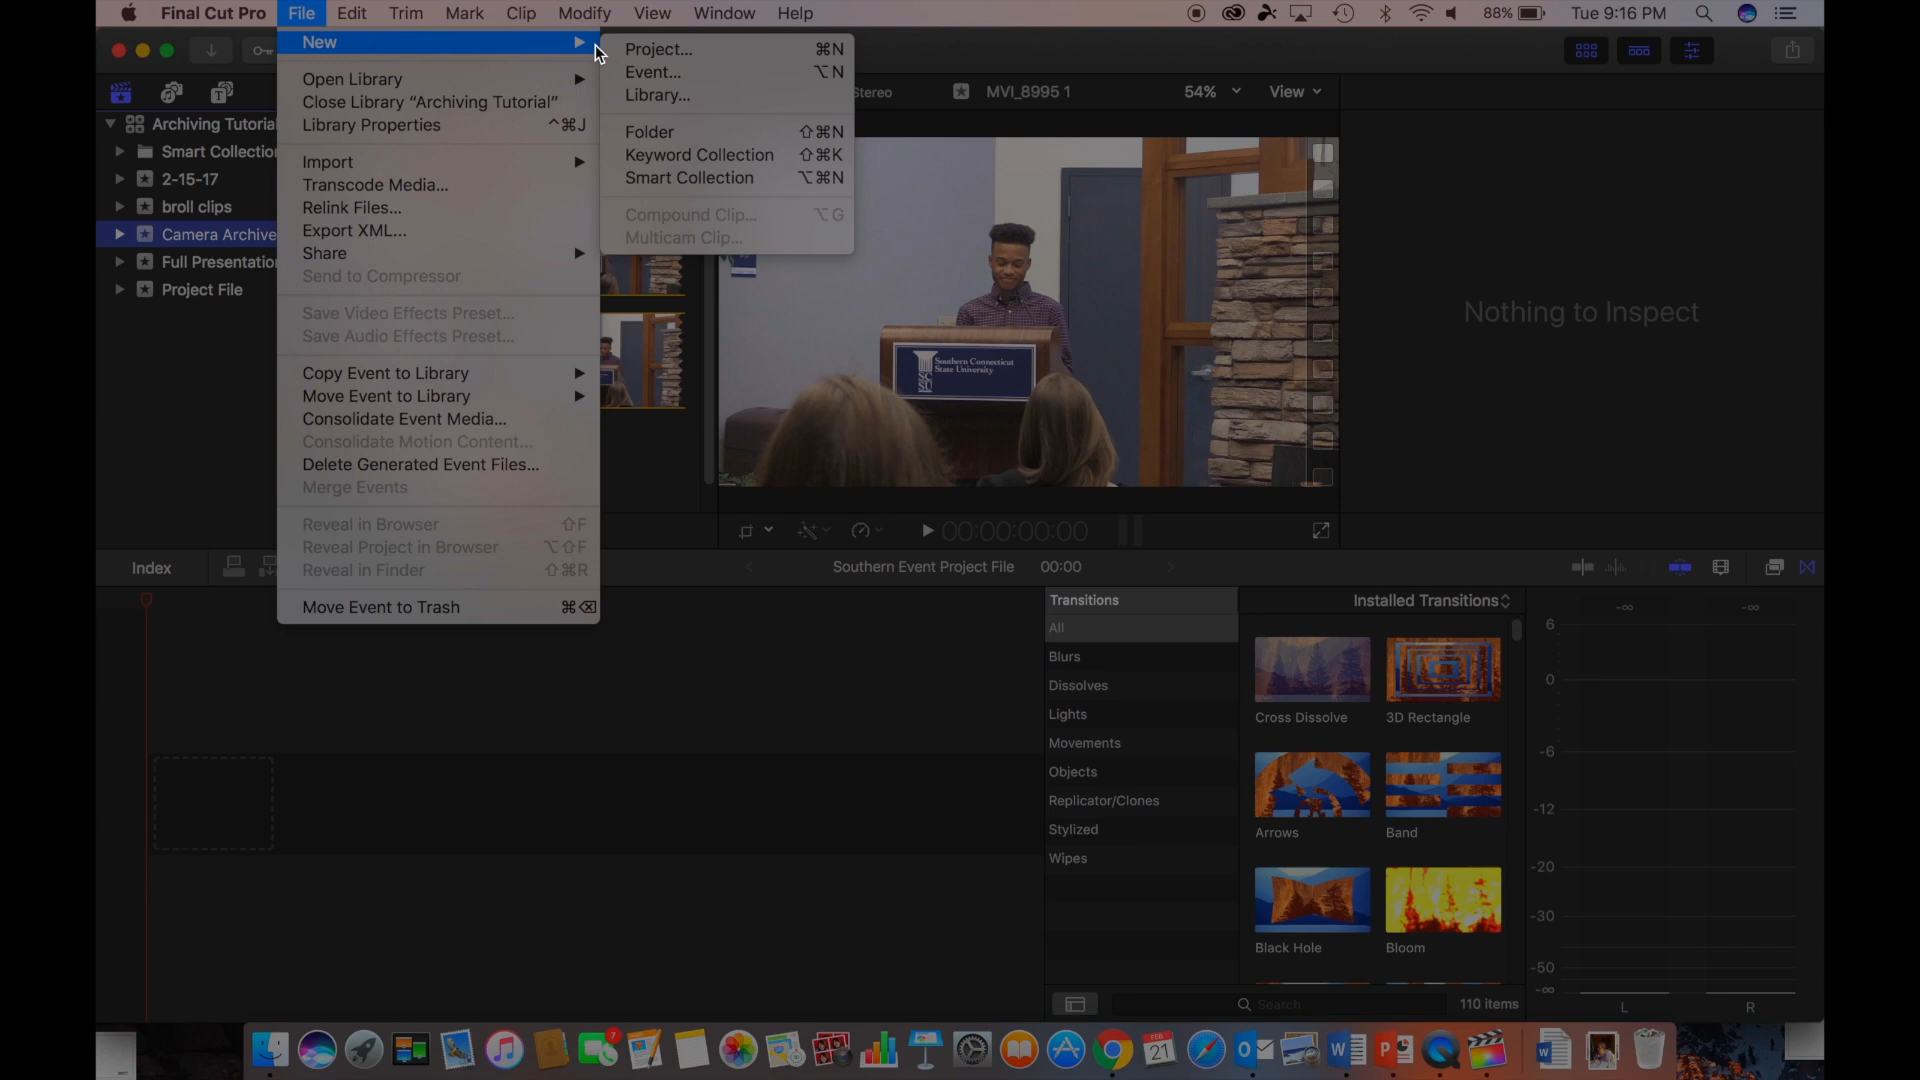 Final Cut Pro File Edit Trim Mark Clip Modify View Window Help 88% Tue 9:16 PM
New
Open Library
Close Library “Archiving Tutorial”
Library Properties ^⌘J
Import
Transcode Media...
Relink Files...
Export XML...
Share
Send to Compressor
Save Video Effects Preset...
Save Audio Effects Preset...
Copy Event to Library
Move Event to Library
Consolidate Event Media...
Consolidate Motion Content...
Delete Generated Event Files...
Merge Events
Reveal in Browser ⇧F
Reveal Project in Browser ⌥⇧F
Reveal in Finder ⇧⌘R
Move Event to Trash ⌘⌫
Project... ⌘N
Event... ⌥N
Library...
Folder ⇧⌘N
Keyword Collection ⇧⌘K
Smart Collection ⌥⌘N
Compound Clip... ⌥G
Multicam Clip...
Archiving Tutorial
Smart Collectio
2-15-17
broll clips
Camera Archive
Full Presentatio
Project File
Stereo MVI_8995 1 54% View
Southern Connecticut
State University
Nothing to Inspect
00:00:00:00
Index Southern Event Project File 00:00
Transitions
All
Blurs
Dissolves
Lights
Movements
Objects
Replicator/Clones
Stylized
Wipes
Installed Transitions
Cross Dissolve 3D Rectangle
Arrows Band
Black Hole Bloom
Search 110 items
-∞ -∞
6
0
-6
-12
-20
-30
-50
-∞
L R
7
FEB
21